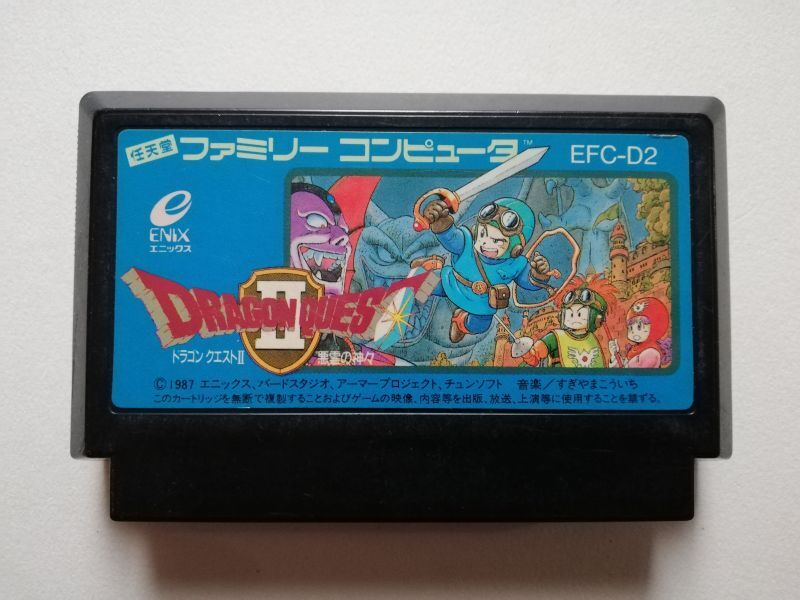 任天堂 ファミリー コンピュータ™ EFC-D2
ENIX
エニックス
DRAGON QUEST
II
ドラゴン クエストII 悪霊の神々
© 1987 エニックス、バードスタジオ、アーマープロジェクト、チュンソフト 音楽/すぎやまこういち
このカートリッジを無断で複製することおよびゲームの映像、内容等を出版、放送、上演等に使用することを禁ずる。